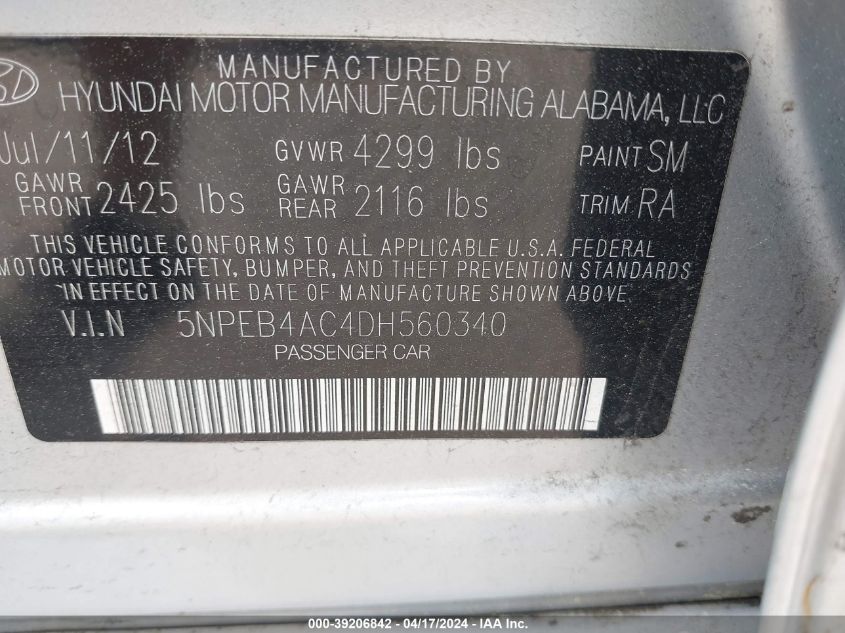 MANUFACTURED BY
HYUNDAI MOTOR MANUFACTURING ALABAMA, LLC
Jul/11/12 GVWR 4299 lbs PAINT SM
GAWR FRONT 2425 lbs GAWR REAR 2116 lbs TRIM RA
THIS VEHICLE CONFORMS TO ALL APPLICABLE U.S.A. FEDERAL
MOTOR VEHICLE SAFETY, BUMPER, AND THEFT PREVENTION STANDARDS
IN EFFECT ON THE DATE OF MANUFACTURE SHOWN ABOVE.
V.I.N 5NPEB4AC4DH560340
PASSENGER CAR
000-39206842 - 04/17/2024 - IAA, Inc.